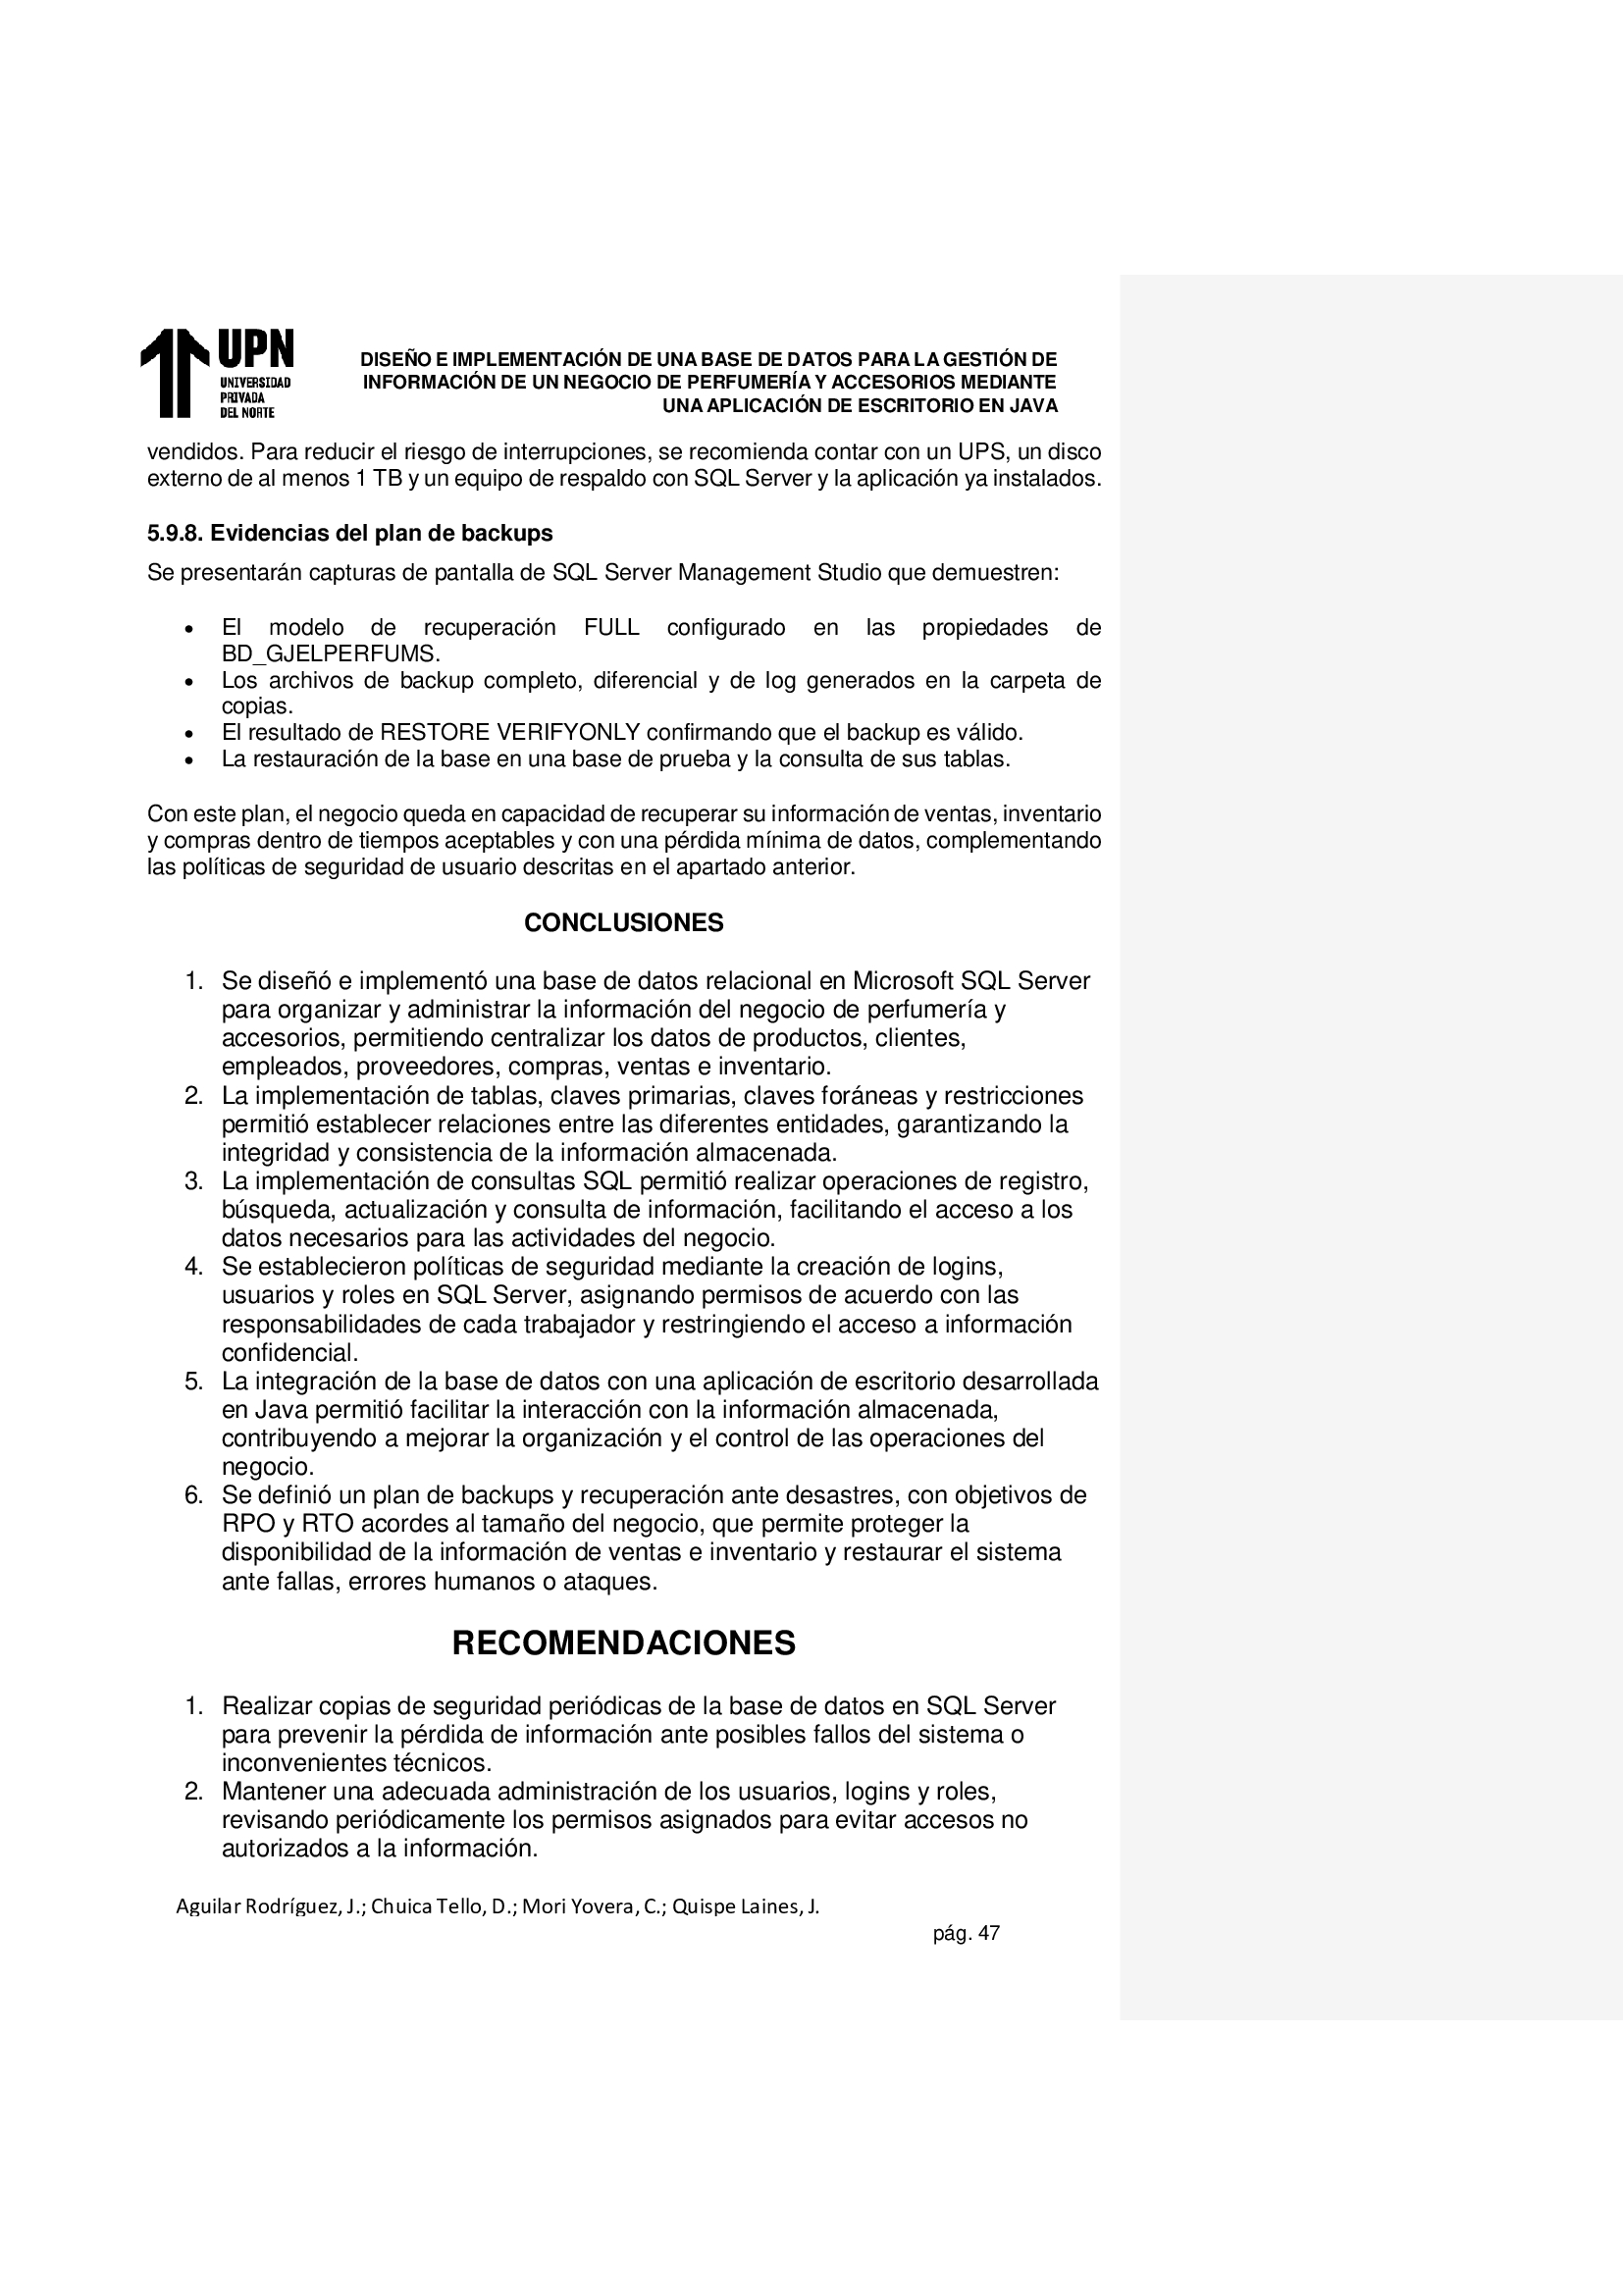 UPN
UNIVERSIDAD
PRIVADA
DEL NORTE
DISEÑO E IMPLEMENTACIÓN DE UNA BASE DE DATOS PARA LA GESTIÓN DE
INFORMACIÓN DE UN NEGOCIO DE PERFUMERÍA Y ACCESORIOS MEDIANTE
UNA APLICACIÓN DE ESCRITORIO EN JAVA
vendidos. Para reducir el riesgo de interrupciones, se recomienda contar con un UPS, un disco
externo de al menos 1 TB y un equipo de respaldo con SQL Server y la aplicación ya instalados.
5.9.8. Evidencias del plan de backups
Se presentarán capturas de pantalla de SQL Server Management Studio que demuestren:
• El modelo de recuperación FULL configurado en las propiedades de
BD_GJELPERFUMS.
• Los archivos de backup completo, diferencial y de log generados en la carpeta de
copias.
• El resultado de RESTORE VERIFYONLY confirmando que el backup es válido.
• La restauración de la base en una base de prueba y la consulta de sus tablas.
Con este plan, el negocio queda en capacidad de recuperar su información de ventas, inventario
y compras dentro de tiempos aceptables y con una pérdida mínima de datos, complementando
las políticas de seguridad de usuario descritas en el apartado anterior.
CONCLUSIONES
1. Se diseñó e implementó una base de datos relacional en Microsoft SQL Server
para organizar y administrar la información del negocio de perfumería y
accesorios, permitiendo centralizar los datos de productos, clientes,
empleados, proveedores, compras, ventas e inventario.
2. La implementación de tablas, claves primarias, claves foráneas y restricciones
permitió establecer relaciones entre las diferentes entidades, garantizando la
integridad y consistencia de la información almacenada.
3. La implementación de consultas SQL permitió realizar operaciones de registro,
búsqueda, actualización y consulta de información, facilitando el acceso a los
datos necesarios para las actividades del negocio.
4. Se establecieron políticas de seguridad mediante la creación de logins,
usuarios y roles en SQL Server, asignando permisos de acuerdo con las
responsabilidades de cada trabajador y restringiendo el acceso a información
confidencial.
5. La integración de la base de datos con una aplicación de escritorio desarrollada
en Java permitió facilitar la interacción con la información almacenada,
contribuyendo a mejorar la organización y el control de las operaciones del
negocio.
6. Se definió un plan de backups y recuperación ante desastres, con objetivos de
RPO y RTO acordes al tamaño del negocio, que permite proteger la
disponibilidad de la información de ventas e inventario y restaurar el sistema
ante fallas, errores humanos o ataques.
RECOMENDACIONES
1. Realizar copias de seguridad periódicas de la base de datos en SQL Server
para prevenir la pérdida de información ante posibles fallos del sistema o
inconvenientes técnicos.
2. Mantener una adecuada administración de los usuarios, logins y roles,
revisando periódicamente los permisos asignados para evitar accesos no
autorizados a la información.
Aguilar Rodríguez, J.; Chuica Tello, D.; Mori Yovera, C.; Quispe Laines, J.
pág. 47